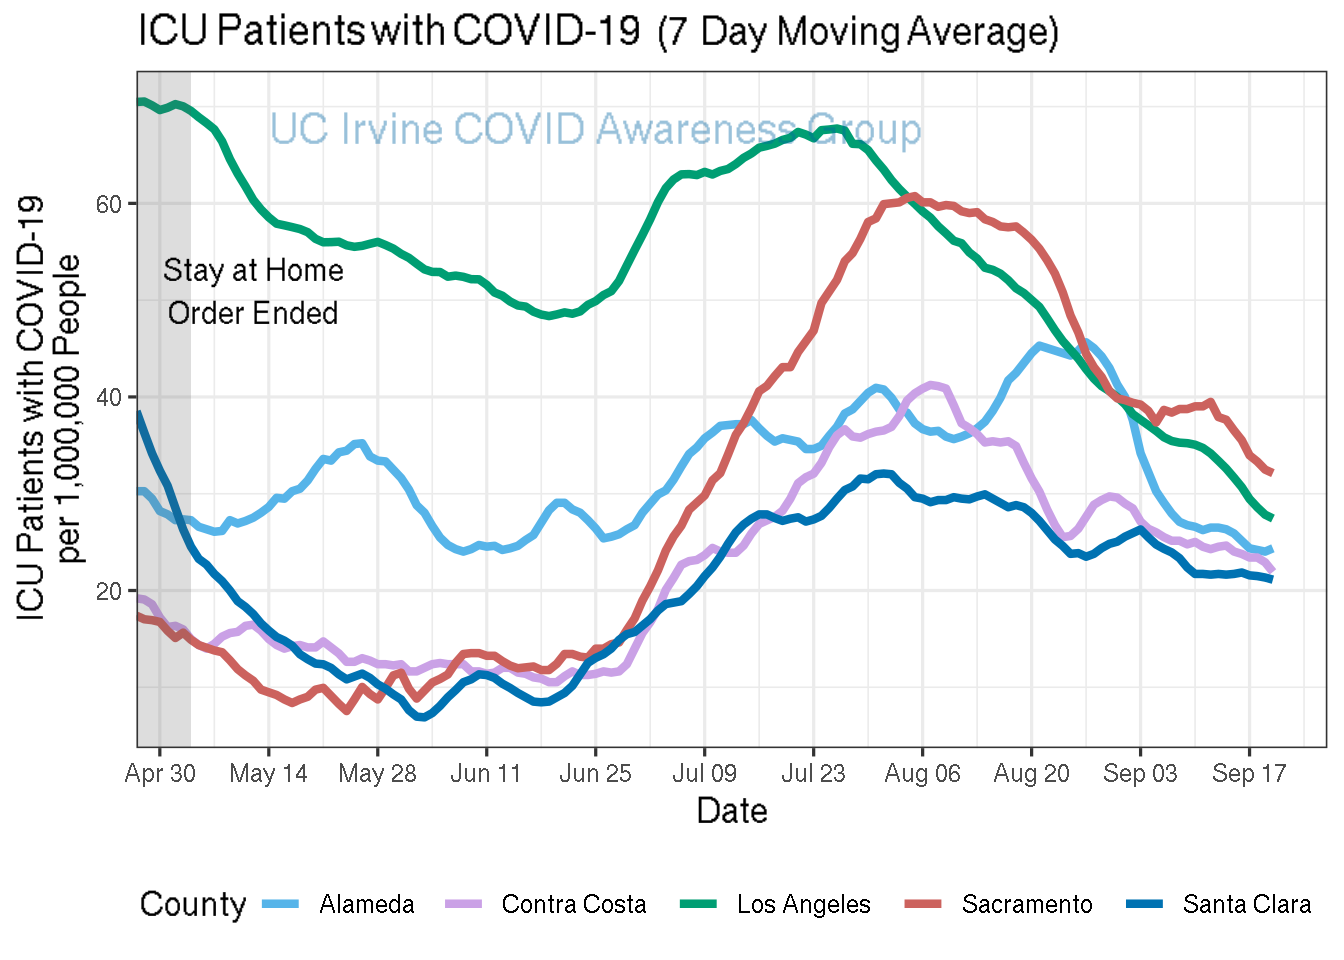 ICU Patients with COVID-19 (7 Day Moving Average)
UC Irvine COVID Awareness Group
Stay at Home
Order Ended
ICU Patients with COVID-19
per 1,000,000 People
60
40
20
Apr 30 May 14 May 28 Jun 11 Jun 25 Jul 09 Jul 23 Aug 06 Aug 20 Sep 03 Sep 17
Date
County Alameda Contra Costa Los Angeles Sacramento Santa Clara